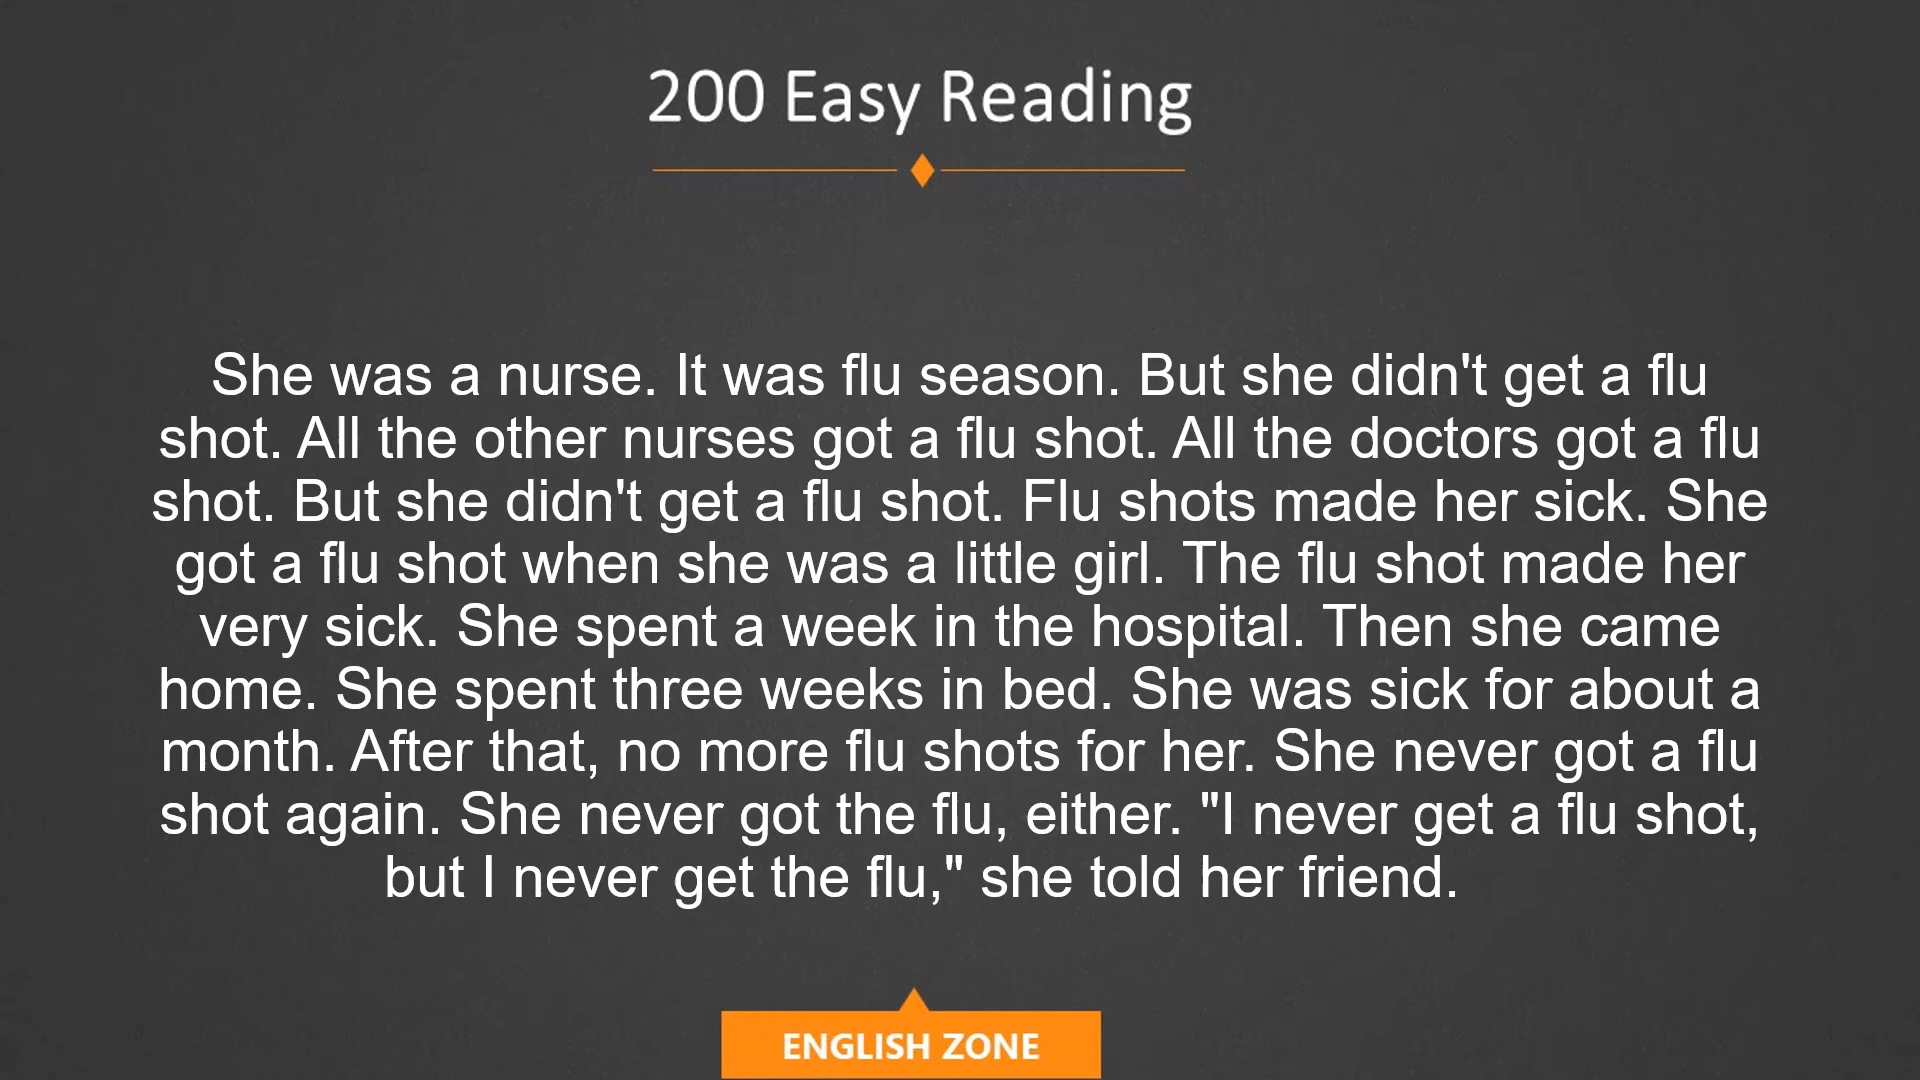 200 Easy Reading
She was a nurse. It was flu season. But she didn't get a flu
shot. All the other nurses got a flu shot. All the doctors got a flu
shot. But she didn't get a flu shot. Flu shots made her sick. She
got a flu shot when she was a little girl. The flu shot made her
very sick. She spent a week in the hospital. Then she came
home. She spent three weeks in bed. She was sick for about a
month. After that, no more flu shots for her. She never got a flu
shot again. She never got the flu, either. "I never get a flu shot,
but I never get the flu," she told her friend.
ENGLISH ZONE